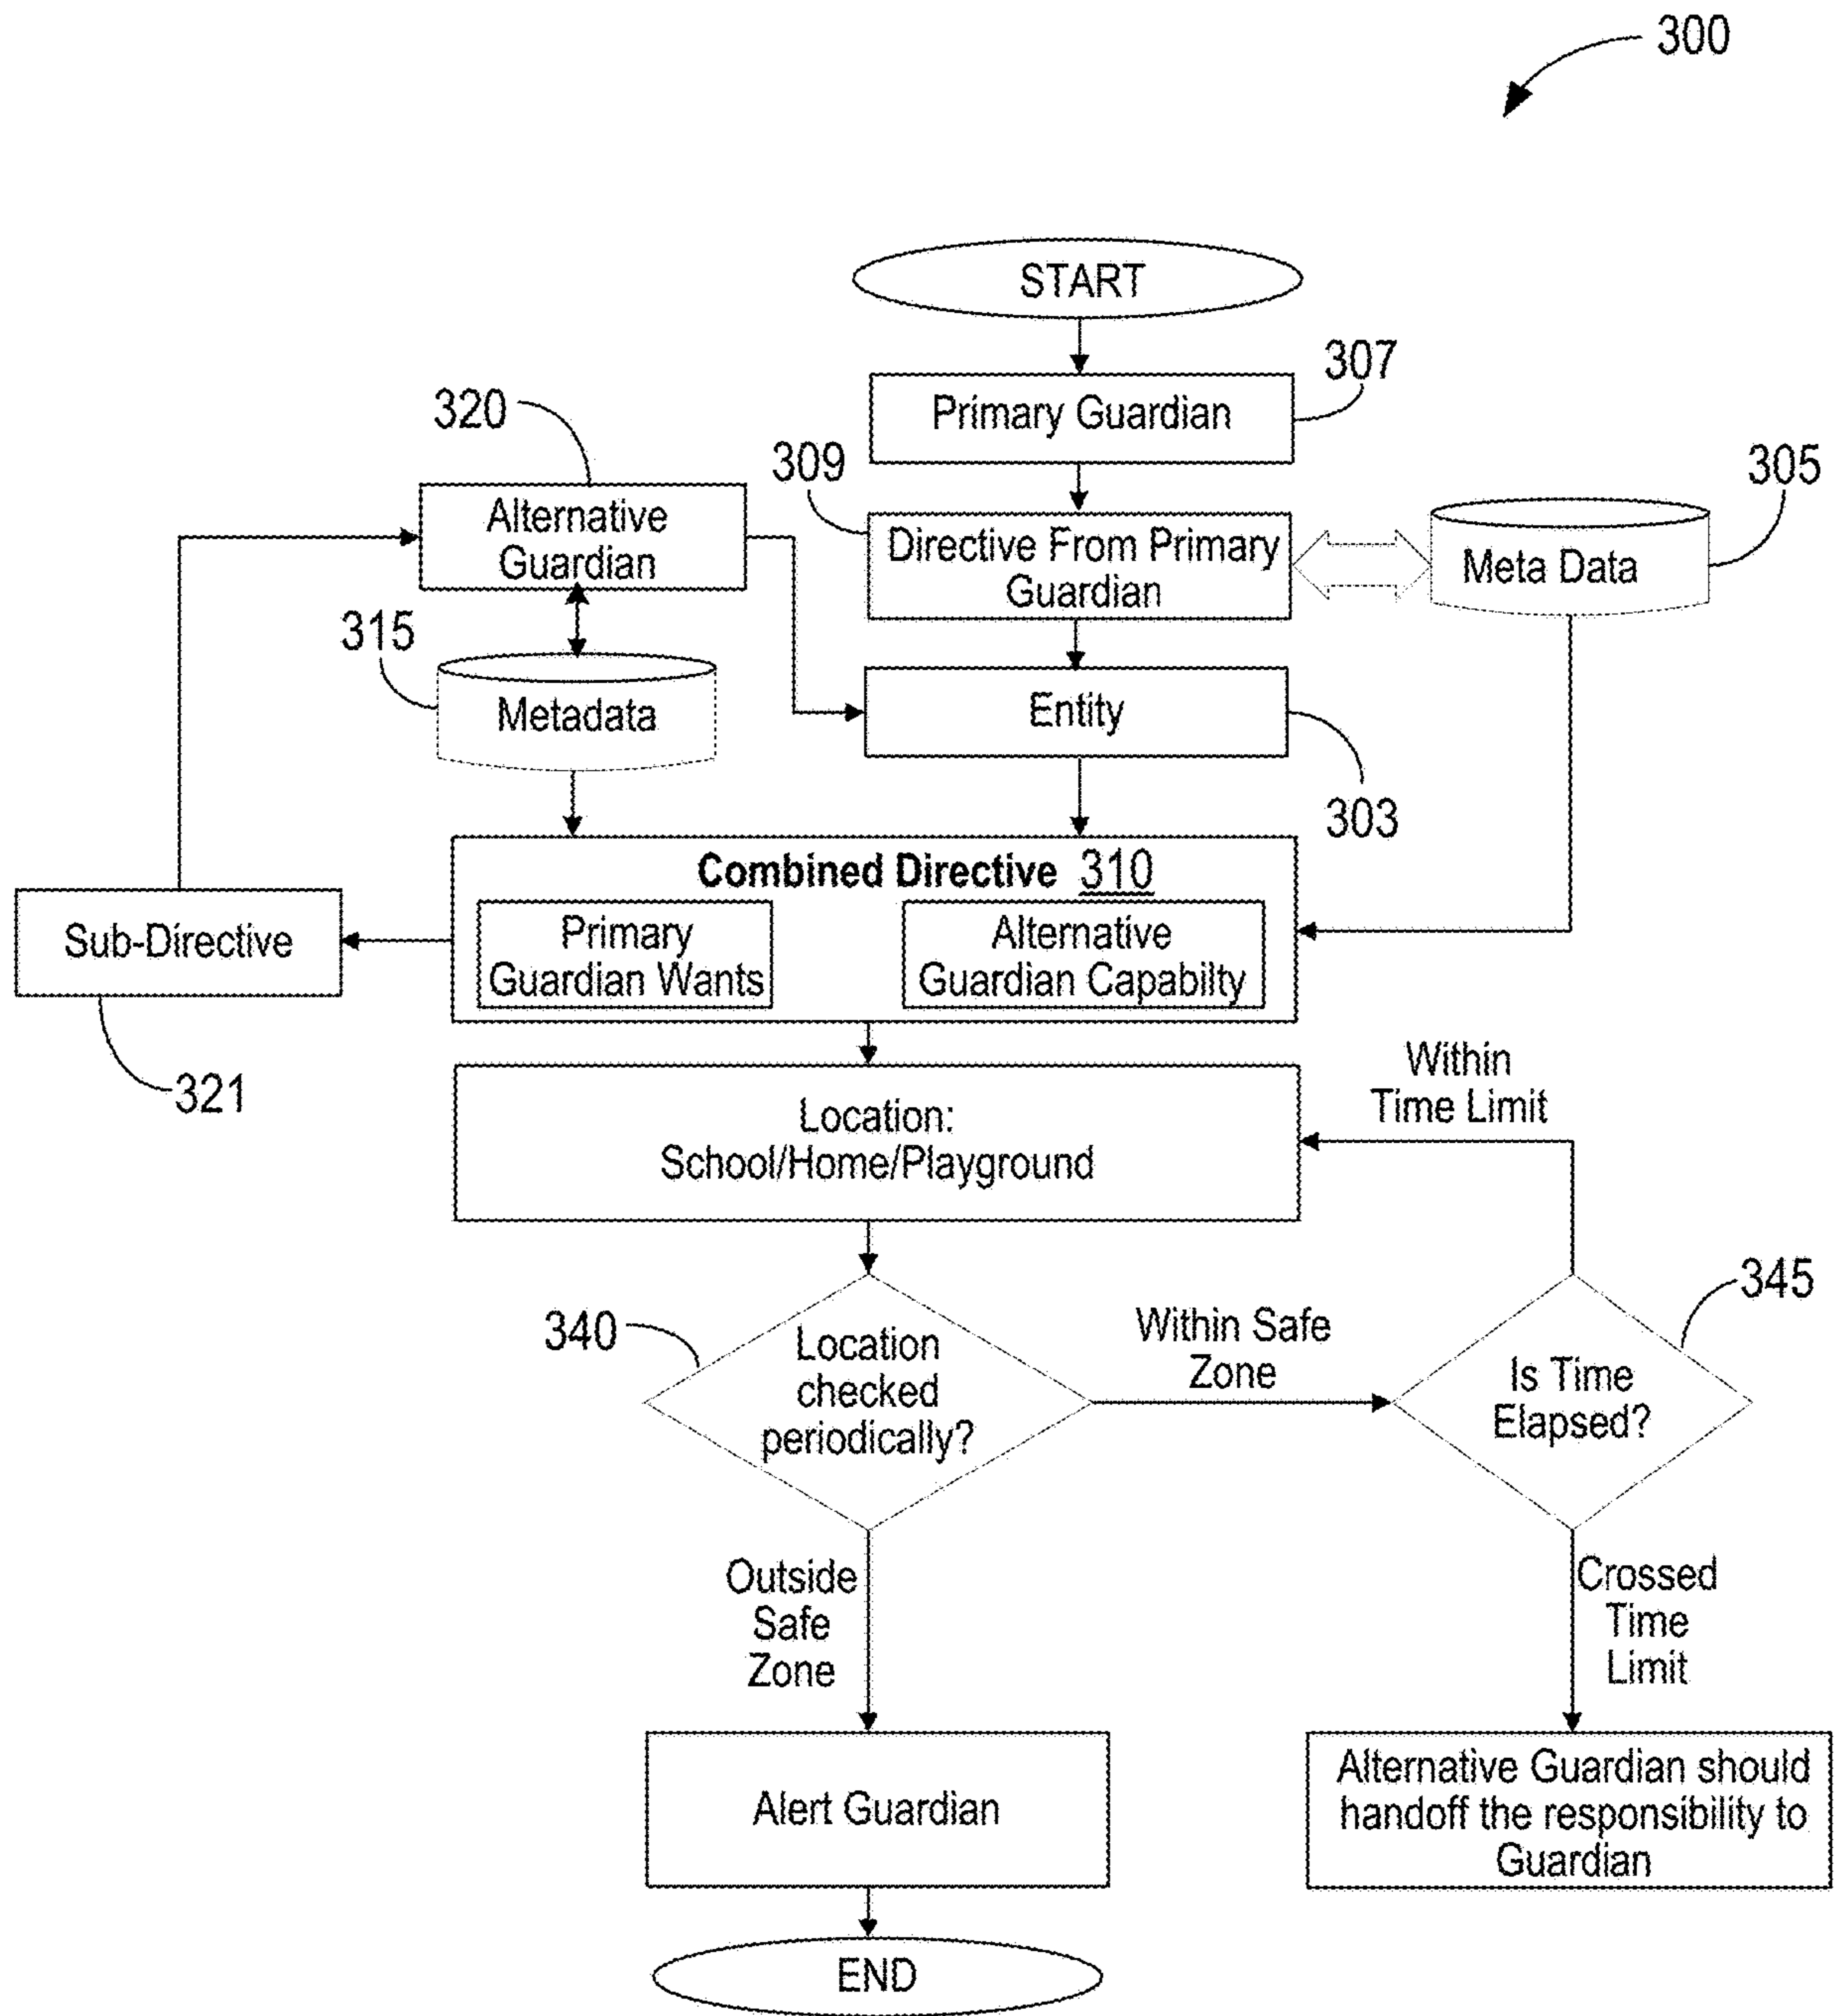 300
START
307
Primary Guardian
320
309
305
Alternative
Guardian
Directive From Primary
Guardian
Meta Data
315
Metadata
Entity
303
Combined Directive 310
Primary
Guardian Wants
Alternative
Guardian Capabilty
Sub-Directive
321
Within
Time Limit
Location:
School/Home/Playground
340
345
Location
checked
periodically?
Within Safe
Zone
Is Time
Elapsed?
Outside
Safe
Zone
Crossed
Time
Limit
Alert Guardian
Alternative Guardian should
handoff the responsibility to
Guardian
END